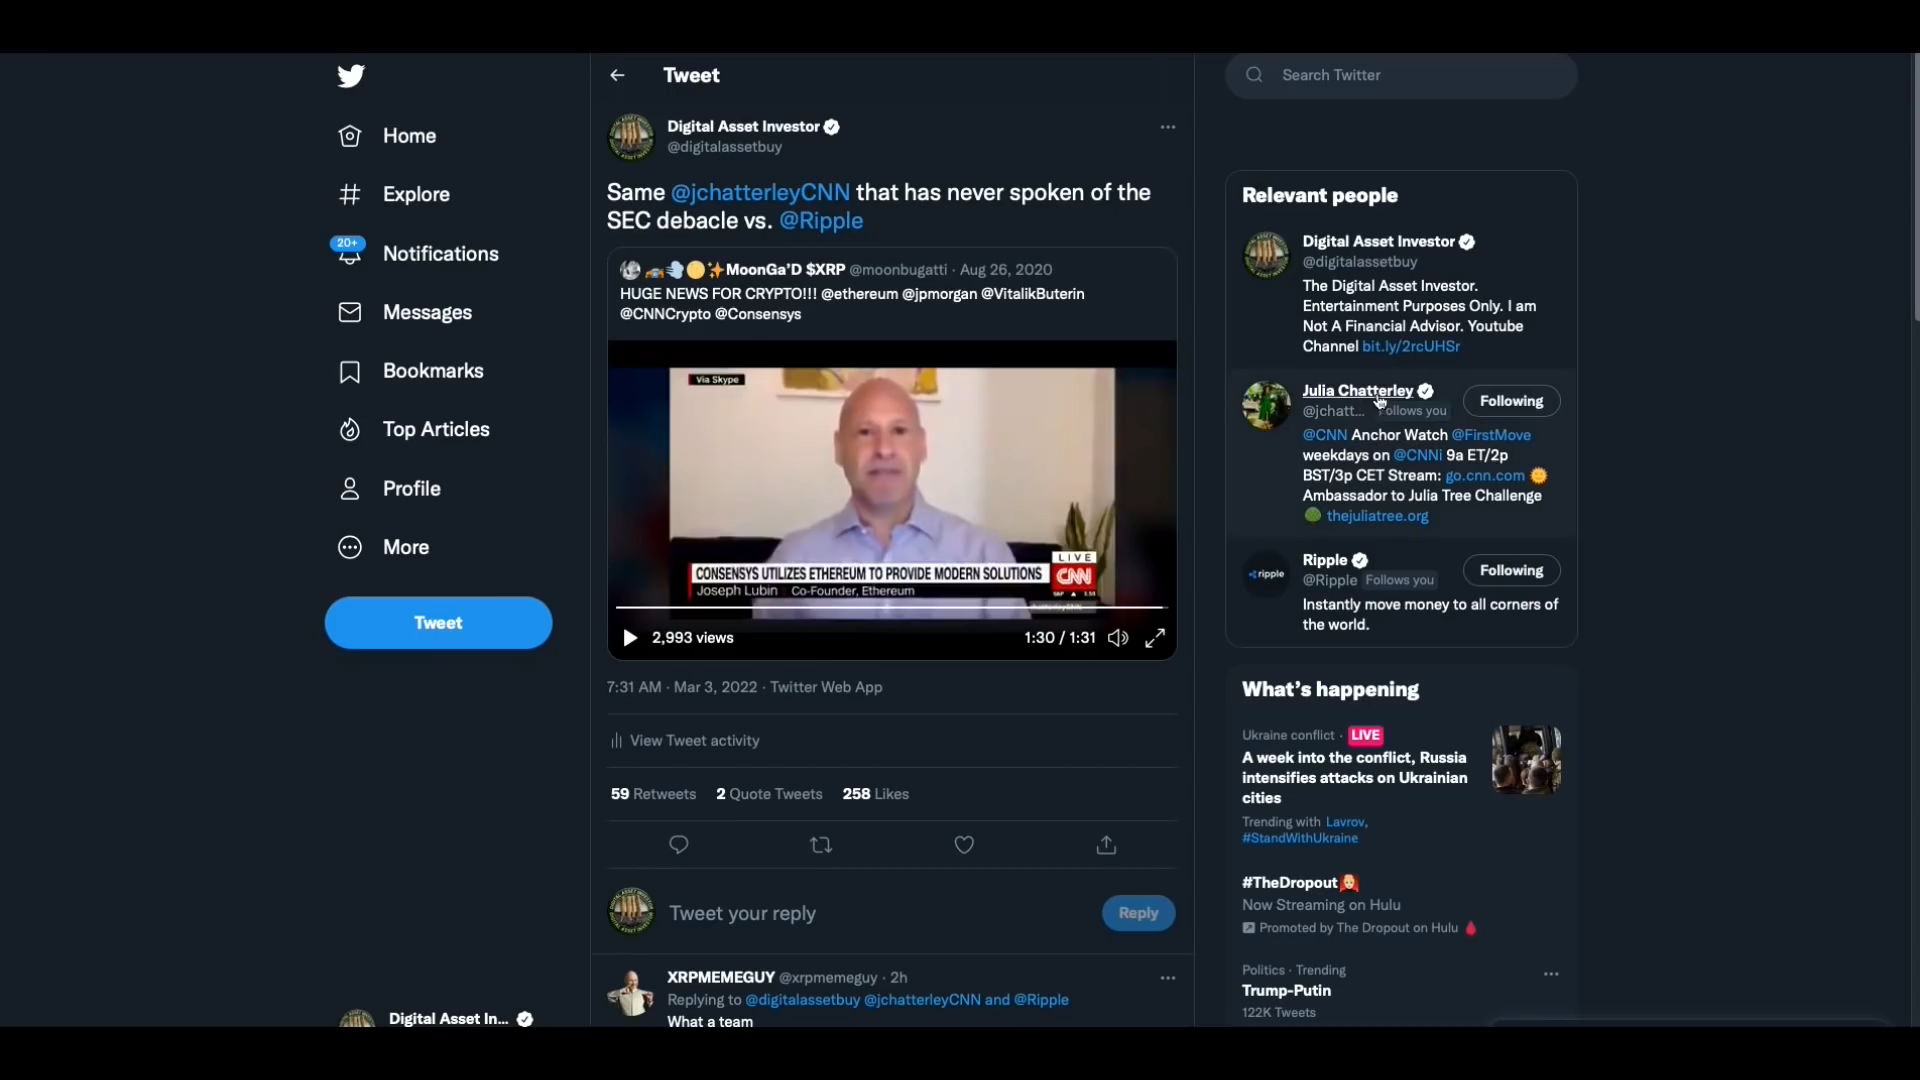 Home
Explore
20+
Notifications
Messages
Bookmarks
Top Articles
Profile
More
Tweet
Digital Asset In...
Tweet
Digital Asset Investor
@digitalassetbuy
Same @jchatterleyCNN that has never spoken of the
SEC debacle vs. @Ripple
MoonGa'D $XRP @moonbugatti · Aug 26, 2020
HUGE NEWS FOR CRYPTO!!! @ethereum @jpmorgan @VitalikButerin
@CNNCrypto @Consensys
Via Skype
LIVE
CONSENSYS UTILIZES ETHEREUM TO PROVIDE MODERN SOLUTIONS
CNN
Joseph Lubin Co-Founder, Ethereum
2,993 views
1:30 / 1:31
7:31 AM · Mar 3, 2022 · Twitter Web App
View Tweet activity
59 Retweets 2 Quote Tweets 258 Likes
Tweet your reply
Reply
XRPMEMEGUY @xrpmemeguy · 2h
Replying to @digitalassetbuy @jchatterleyCNN and @Ripple
What a team
Search Twitter
Relevant people
Digital Asset Investor
@digitalassetbuy
The Digital Asset Investor.
Entertainment Purposes Only. I am
Not A Financial Advisor. Youtube
Channel bit.ly/2rcUHSr
Julia Chatterley
Following
@jchatt... Follows you
@CNN Anchor Watch @FirstMove
weekdays on @CNNi 9a ET/2p
BST/3p CET Stream: go.cnn.com
Ambassador to Julia Tree Challenge
thejuliatree.org
ripple
Ripple
Following
@Ripple Follows you
Instantly move money to all corners of
the world.
What's happening
Ukraine conflict · LIVE
A week into the conflict, Russia
intensifies attacks on Ukrainian
cities
Trending with Lavrov,
#StandWithUkraine
#TheDropout
Now Streaming on Hulu
Promoted by The Dropout on Hulu
Politics · Trending
Trump-Putin
122K Tweets